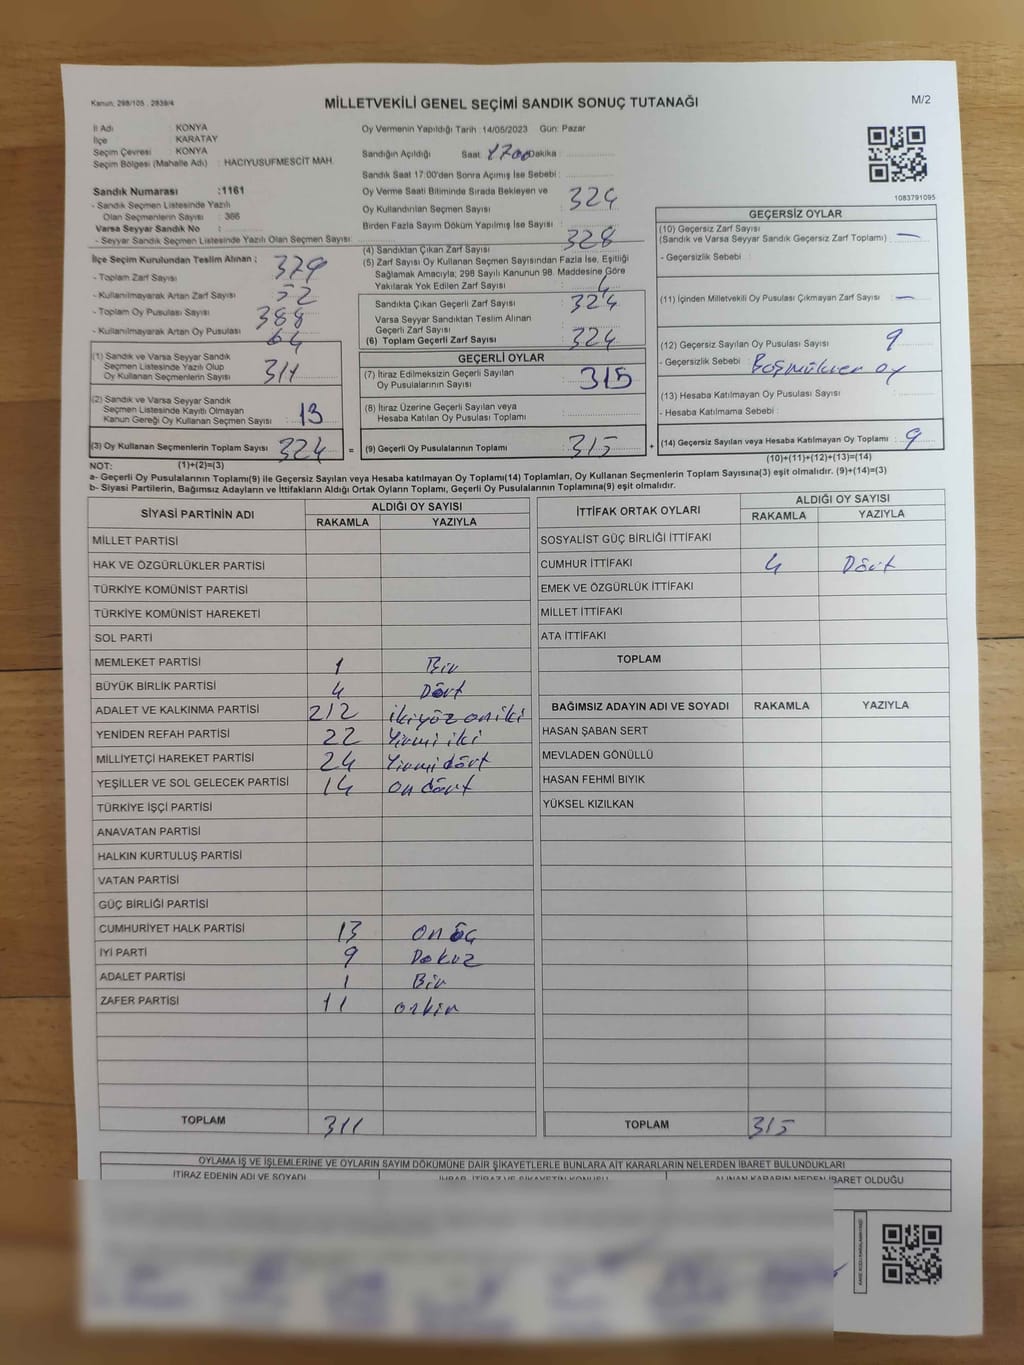 Kanun: 298/105 , 2839/4
MİLLETVEKİLİ GENEL SEÇİMİ SANDIK SONUÇ TUTANAĞI
M/2
İl Adı : KONYA
İlçe : KARATAY
Seçim Çevresi : KONYA
Seçim Bölgesi (Mahalle Adı) : HACIYUSUFMESCİT MAH.
Sandık Numarası :1161
- Sandık Seçmen Listesinde Yazılı
Olan Seçmenlerin Sayısı : 366
Varsa Seyyar Sandık No :
- Seyyar Sandık Seçmen Listesinde Yazılı Olan Seçmen Sayısı:
İlçe Seçim Kurulundan Teslim Alınan ;
- Toplam Zarf Sayısı 379
- Kullanılmayarak Artan Zarf Sayısı 52
- Toplam Oy Pusulası 388
- Kullanılmayarak Artan Oy Pusulası 64
(1) Sandık ve Varsa Seyyar Sandık
Seçmen Listesinde Yazılı Olup
Oy Kullanan Seçmenlerin Sayısı : 311
(2) Sandık ve Varsa Seyyar Sandık
Seçmen Listesinde Kayıtlı Olmayan
Kanun Gereği Oy Kullanan Seçmen Sayısı : 13
(3) Oy Kullanan Seçmenlerin Toplam Sayısı : 324 =
Oy Vermenin Yapıldığı Tarih :14/05/2023 Gün: Pazar
Sandığın Açıldığı Saat: 1700 Dakika :
Sandık Saat 17:00'den Sonra Açımış İse Sebebi :
Oy Verme Saati Bitiminde Sırada Bekleyen ve
Oy Kullandırılan Seçmen Sayısı : 324
Birden Fazla Sayım Döküm Yapılmış İse Sayısı :
(4) Sandıktan Çıkan Zarf Sayısı : 328
(5) Zarf Sayısı Oy Kullanan Seçmen Sayısından Fazla İse, Eşitliği
Sağlamak Amacıyla; 298 Sayılı Kanunun 98. Maddesine Göre
Yakılarak Yok Edilen Zarf Sayısı : 4
Sandıkta Çıkan Geçerli Zarf Sayısı : 324
Varsa Seyyar Sandıktan Teslim Alınan
Geçerli Zarf Sayısı :
(6) Toplam Geçerli Zarf Sayısı : 324
GEÇERLİ OYLAR
(7) İtiraz Edilmeksizin Geçerli Sayılan
Oy Pusulalarının Sayısı : 315
(8) İtiraz Üzerine Geçerli Sayılan veya
Hesaba Katılan Oy Pusulası Toplamı :
(9) Geçerli Oy Pusulalarının Toplamı : 315 +
1083791095
GEÇERSİZ OYLAR
(10) Geçersiz Zarf Sayısı
(Sandık ve Varsa Seyyar Sandık Geçersiz Zarf Toplamı) : —
- Geçersizlik Sebebi :
(11) İçinden Milletvekili Oy Pusulası Çıkmayan Zarf Sayısı : —
(12) Geçersiz Sayılan Oy Pusulası Sayısı : 9
- Geçersizlik Sebebi : oy
(13) Hesaba Katılmayan Oy Pusulası Sayısı :
- Hesaba Katılmama Sebebi :
(14) Geçersiz Sayılan veya Hesaba Katılmayan Oy Toplamı : 9
(10)+(11)+(12)+(13)=(14)
NOT: (1)+(2)=(3)
a- Geçerli Oy Pusulalarının Toplamı(9) ile Geçersiz Sayılan veya Hesaba katılmayan Oy Toplamı(14) Toplamları, Oy Kullanan Seçmenlerin Toplam Sayısına(3) eşit olmalıdır. (9)+(14)=(3)
b- Siyasi Partilerin, Bağımsız Adayların ve İttifakların Aldığı Ortak Oyların Toplamı, Geçerli Oy Pusulalarının Toplamına(9) eşit olmalıdır.
SİYASİ PARTİNİN ADI ALDIĞI OY SAYISI
RAKAMLA YAZIYLA
MİLLET PARTİSİ
HAK VE ÖZGÜRLÜKLER PARTİSİ
TÜRKİYE KOMÜNİST PARTİSİ
TÜRKİYE KOMÜNİST HAREKETİ
SOL PARTİ
MEMLEKET PARTİSİ 1 Bir
BÜYÜK BİRLİK PARTİSİ 4 Dört
ADALET VE KALKINMA PARTİSİ 212 ikiyöz oniki
YENİDEN REFAH PARTİSİ 22 Yirmi iki
MİLLİYETÇİ HAREKET PARTİSİ 24 Yirmi dört
YEŞİLLER VE SOL GELECEK PARTİSİ 14 on dört
TÜRKİYE İŞÇİ PARTİSİ
ANAVATAN PARTİSİ
HALKIN KURTULUŞ PARTİSİ
VATAN PARTİSİ
GÜÇ BİRLİĞİ PARTİSİ
CUMHURİYET HALK PARTİSİ 13 onöç
İYİ PARTİ 9 Dokuz
ADALET PARTİSİ 1 Bir
ZAFER PARTİSİ 11 onbir
TOPLAM 311
İTTİFAK ORTAK OYLARI ALDIĞI OY SAYISI
RAKAMLA YAZIYLA
SOSYALİST GÜÇ BİRLİĞİ İTTİFAKI
CUMHUR İTTİFAKI 4 Dört
EMEK VE ÖZGÜRLÜK İTTİFAKI
MİLLET İTTİFAKI
ATA İTTİFAKI
TOPLAM
BAĞIMSIZ ADAYIN ADI VE SOYADI RAKAMLA YAZIYLA
HASAN ŞABAN SERT
MEVLADEN GÖNÜLLÜ
HASAN FEHMİ BIYIK
YÜKSEL KIZILKAN
TOPLAM 315
OYLAMA İŞ VE İŞLEMLERİNE VE OYLARIN SAYIM DÖKÜMÜNE DAİR ŞİKAYETLERLE BUNLARA AİT KARARLARIN NELERDEN İBARET BULUNDUKLARI
İTİRAZ EDENİN ADI VE SOYADI İHBAR, İTİRAZ VE ŞİKAYETİN KONUSU ALINAN KARARIN NEDEN İBARET OLDUĞU